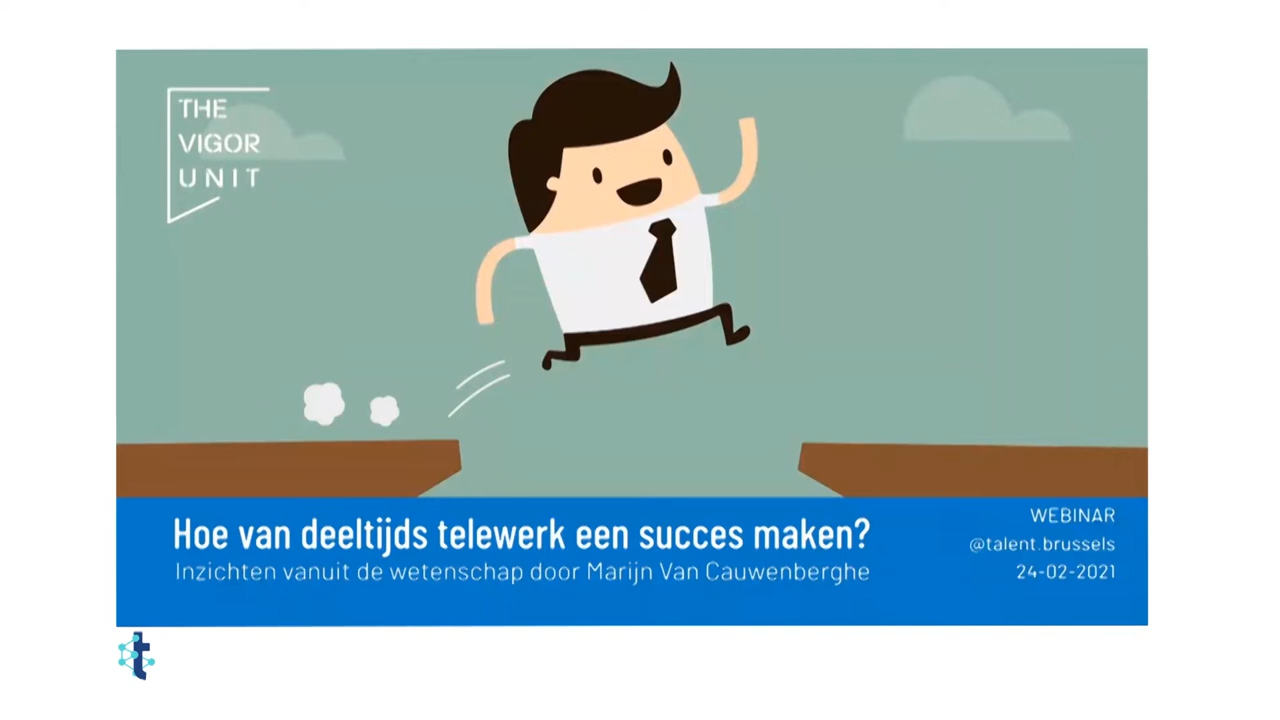 THE
VIGOR
UNIT
Hoe van deeltijds telewerk een succes maken?
Inzichten vanuit de wetenschap door Marijn Van Cauwenberghe
WEBINAR
@talent.brussels
24-02-2021
t